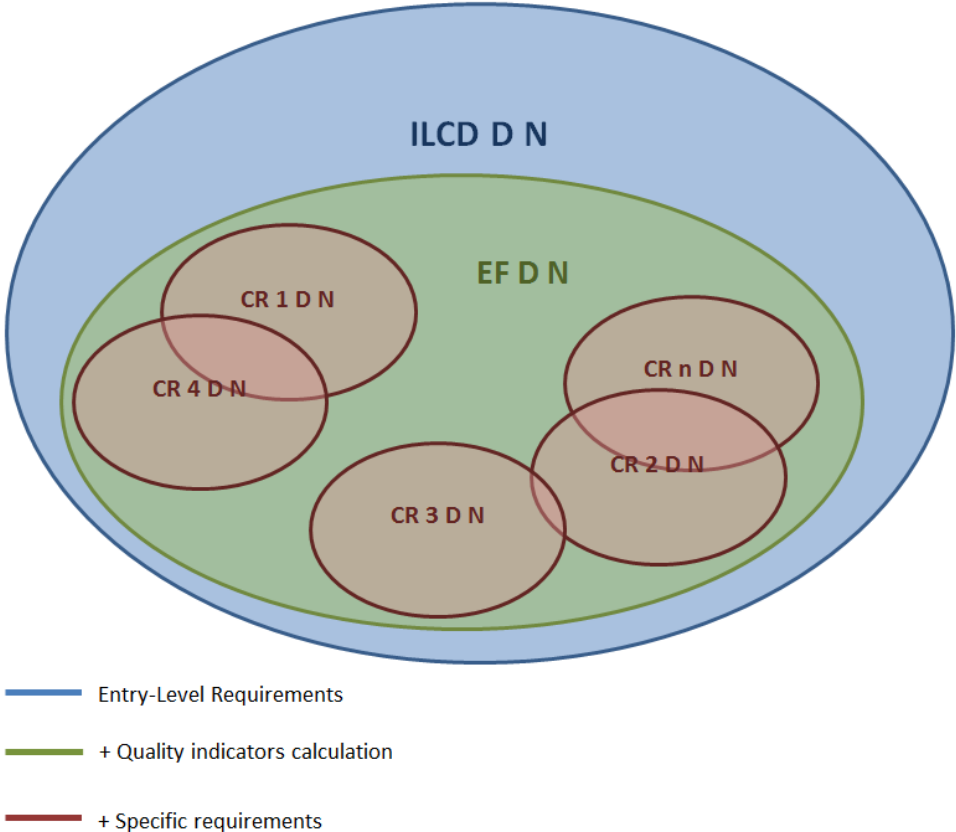 ILCD D N
EF D N
CR 1 D N
CR n D N
CR 4 D N
CR 2 D N
CR 3 D N
Entry-Level Requirements
+ Quality indicators calculation
+ Specific requirements